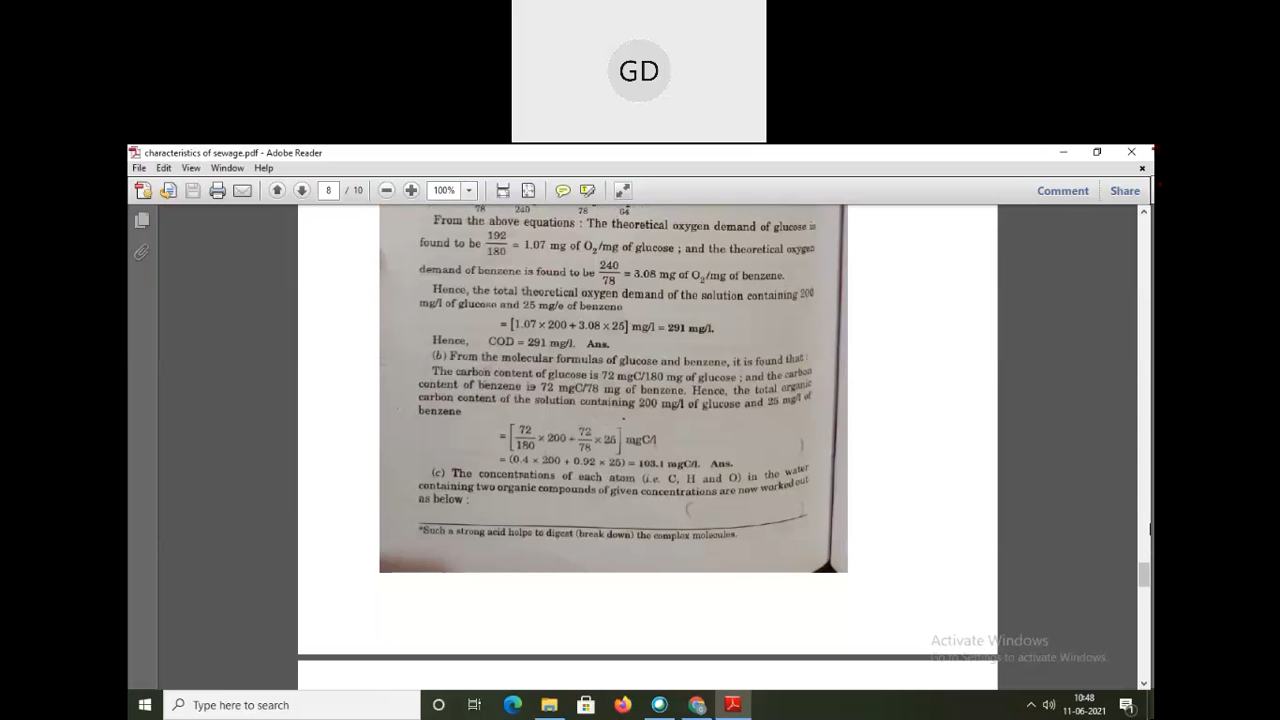 GD
characteristics of sewage.pdf - Adobe Reader
File Edit View Window Help
8 / 10 100% Comment Share
78 240 78 64
From the above equations : The theoretical oxygen demand of glucose is
found to be 192/180 = 1.07 mg of O2/mg of glucose ; and the theoretical oxygen
demand of benzene is found to be 240/78 = 3.08 mg of O2/mg of benzene.
Hence, the total theoretical oxygen demand of the solution containing 200
mg/l of glucose and 25 mg/e of benzene
= [1.07 × 200 + 3.08 × 25] mg/l = 291 mg/l.
Hence, COD = 291 mg/l. Ans.
(b) From the molecular formulas of glucose and benzene, it is found that :
The carbon content of glucose is 72 mgC/180 mg of glucose ; and the carbon
content of benzene is 72 mgC/78 mg of benzene. Hence, the total organic
carbon content of the solution containing 200 mg/l of glucose and 25 mg/l of
benzene
= [72/180 × 200 + 72/78 × 25] mgC/l
= (0.4 × 200 + 0.92 × 25) = 103.1 mgC/l. Ans.
(c) The concentrations of each atom (i.e. C, H and O) in the water
containing two organic compounds of given concentrations are now worked out
as below :
*Such a strong acid helps to digest (break down) the complex molecules.
Activate Windows
Go to Settings to activate Windows.
Type here to search
10:48
11-06-2021
1